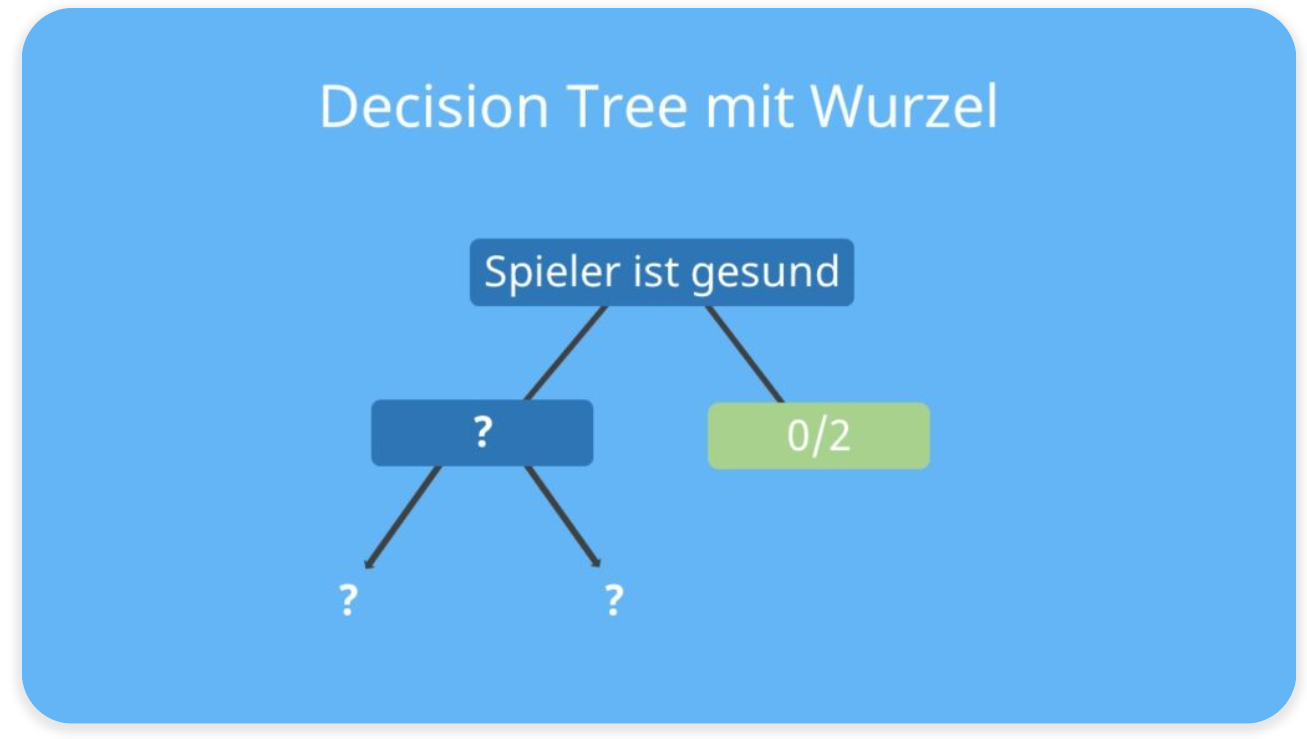 Decision Tree mit Wurzel
Spieler ist gesund
?
0/2
?
?